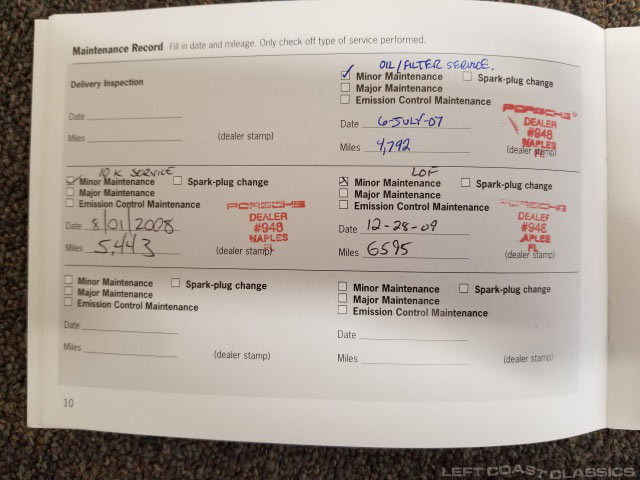 Maintenance Record Fill in date and mileage. Only check off type of service performed.
Delivery Inspection
Date
Miles (dealer stamp)
OIL/FILTER SERVICE.
Minor Maintenance Spark-plug change
Major Maintenance
Emission Control Maintenance
Date 6-JULY-07
Miles 4,792 (dealer stamp)
PORSCHE
DEALER
#948
NAPLES
FL
10K SERVICE
Minor Maintenance Spark-plug change
Major Maintenance
Emission Control Maintenance
Date 8/01/2008
Miles 5,443 (dealer stamp)
PORSCHE
DEALER
#948
NAPLES
FL
LOF
Minor Maintenance Spark-plug change
Major Maintenance
Emission Control Maintenance
Date 12-28-09
Miles 6595 (dealer stamp)
PORSCHE
DEALER
#948
APLES
FL
Minor Maintenance Spark-plug change
Major Maintenance
Emission Control Maintenance
Date
Miles (dealer stamp)
Minor Maintenance Spark-plug change
Major Maintenance
Emission Control Maintenance
Date
Miles (dealer stamp)
10
LEFT COAST CLASSICS